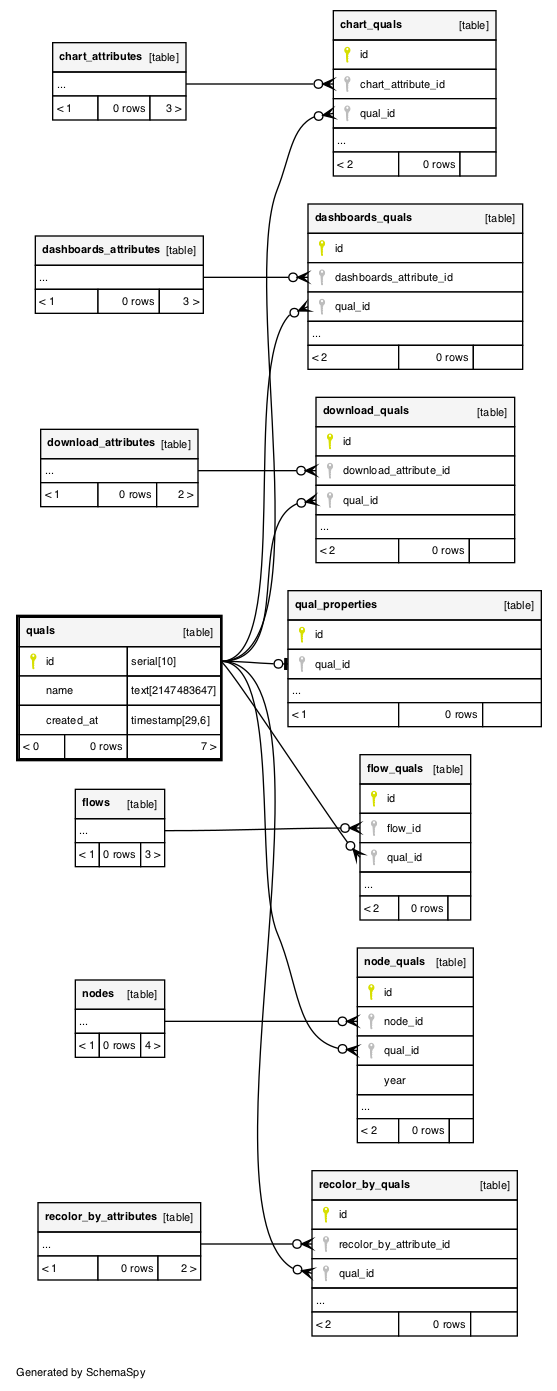 chart_quals [table]
id
chart_attribute_id
qual_id
...
< 2 0 rows
chart_attributes [table]
...
< 1 0 rows 3 >
dashboards_quals [table]
id
dashboards_attribute_id
qual_id
...
< 2 0 rows
dashboards_attributes [table]
...
< 1 0 rows 3 >
download_quals [table]
id
download_attribute_id
qual_id
...
< 2 0 rows
download_attributes [table]
...
< 1 0 rows 2 >
qual_properties [table]
id
qual_id
...
< 1 0 rows
quals [table]
id serial[10]
name text[2147483647]
created_at timestamp[29,6]
< 0 0 rows 7 >
flow_quals [table]
id
flow_id
qual_id
...
< 2 0 rows
flows [table]
...
< 1 0 rows 3 >
node_quals [table]
id
node_id
qual_id
year
...
< 2 0 rows
nodes [table]
...
< 1 0 rows 4 >
recolor_by_quals [table]
id
recolor_by_attribute_id
qual_id
...
< 2 0 rows
recolor_by_attributes [table]
...
< 1 0 rows 2 >
Generated by SchemaSpy